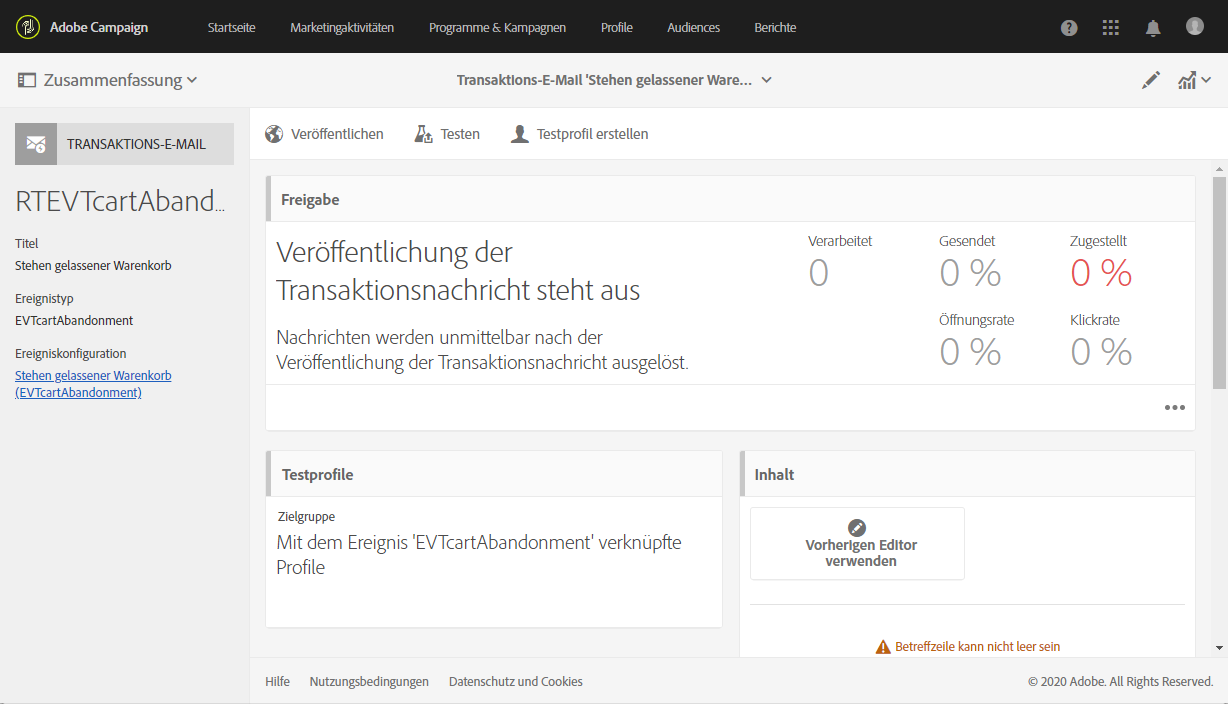 Adobe Campaign
Startseite
Marketingaktivitäten
Programme & Kampagnen
Profile
Audiences
Berichte
Zusammenfassung
Transaktions-E-Mail 'Stehen gelassener Ware...
TRANSAKTIONS-E-MAIL
RTEVTcartAband...
Titel
Stehen gelassener Warenkorb
Ereignistyp
EVTcartAbandonment
Ereigniskonfiguration
Stehen gelassener Warenkorb
(EVTcartAbandonment)
Veröffentlichen
Testen
Testprofil erstellen
Freigabe
Veröffentlichung der
Transaktionsnachricht steht aus
Nachrichten werden unmittelbar nach der
Veröffentlichung der Transaktionsnachricht ausgelöst.
Verarbeitet
0
Gesendet
0 %
Zugestellt
0 %
Öffnungsrate
0 %
Klickrate
0 %
Testprofile
Zielgruppe
Mit dem Ereignis 'EVTcartAbandonment' verknüpfte
Profile
Inhalt
Vorherigen Editor
verwenden
Betreffzeile kann nicht leer sein
Hilfe
Nutzungsbedingungen
Datenschutz und Cookies
© 2020 Adobe. All Rights Reserved.